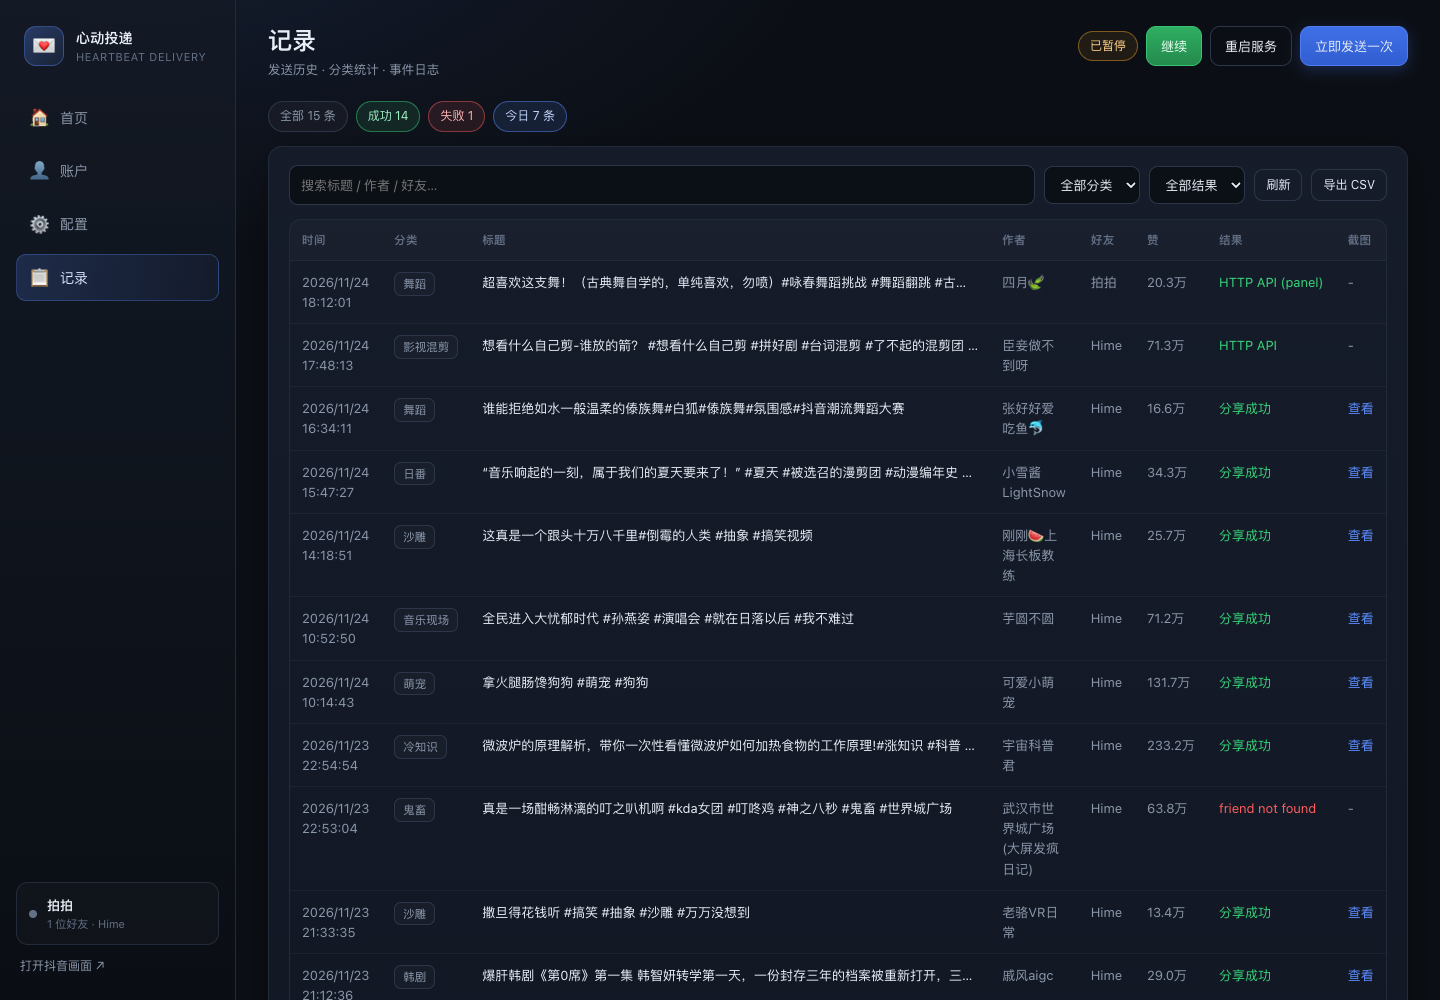 心动投递
HEARTBEAT DELIVERY
首页
账户
配置
记录
拍拍
1 位好友 · Hime
打开抖音画面 ↗
记录
发送历史 · 分类统计 · 事件日志
已暂停
继续
重启服务
立即发送一次
全部 15 条
成功 14
失败 1
今日 7 条
搜索标题 / 作者 / 好友...
全部分类
全部结果
刷新
导出 CSV
时间 分类 标题 作者 好友 赞 结果 截图
2026/11/24 18:12:01 舞蹈 超喜欢这支舞！（古典舞自学的，单纯喜欢，勿喷）#咏春舞蹈挑战 #舞蹈翻跳 #古... 四月🌿 拍拍 20.3万 HTTP API (panel) -
2026/11/24 17:48:13 影视混剪 想看什么自己剪-谁放的箭？ #想看什么自己剪 #拼好剧 #台词混剪 #了不起的混剪团 ... 臣妾做不到呀 Hime 71.3万 HTTP API -
2026/11/24 16:34:11 舞蹈 谁能拒绝如水一般温柔的傣族舞#白狐#傣族舞#氛围感#抖音潮流舞蹈大赛 张好好爱吃鱼🐬 Hime 16.6万 分享成功 查看
2026/11/24 15:47:27 日番 “音乐响起的一刻，属于我们的夏天要来了！” #夏天 #被选召的漫剪团 #动漫编年史 ... 小雪酱LightSnow Hime 34.3万 分享成功 查看
2026/11/24 14:18:51 沙雕 这真是一个跟头十万八千里#倒霉的人类 #抽象 #搞笑视频 刚刚🍉上海长板教练 Hime 25.7万 分享成功 查看
2026/11/24 10:52:50 音乐现场 全民进入大忧郁时代 #孙燕姿 #演唱会 #就在日落以后 #我不难过 芋圆不圆 Hime 71.2万 分享成功 查看
2026/11/24 10:14:43 萌宠 拿火腿肠馋狗狗 #萌宠 #狗狗 可爱小萌宠 Hime 131.7万 分享成功 查看
2026/11/23 22:54:54 冷知识 微波炉的原理解析，带你一次性看懂微波炉如何加热食物的工作原理!#涨知识 #科普 ... 宇宙科普君 Hime 233.2万 分享成功 查看
2026/11/23 22:53:04 鬼畜 真是一场酣畅淋漓的叮之叭机啊 #kda女团 #叮咚鸡 #神之八秒 #鬼畜 #世界城广场 武汉市世界城广场(大屏发疯日记) Hime 63.8万 friend not found -
2026/11/23 21:33:35 沙雕 撒旦得花钱听 #搞笑 #抽象 #沙雕 #万万没想到 老骆VR日常 Hime 13.4万 分享成功 查看
2026/11/23 21:12:36 韩剧 爆肝韩剧《第0席》第一集 韩智妍转学第一天，一份封存三年的档案被重新打开，三... 戚风aigc Hime 29.0万 分享成功 查看